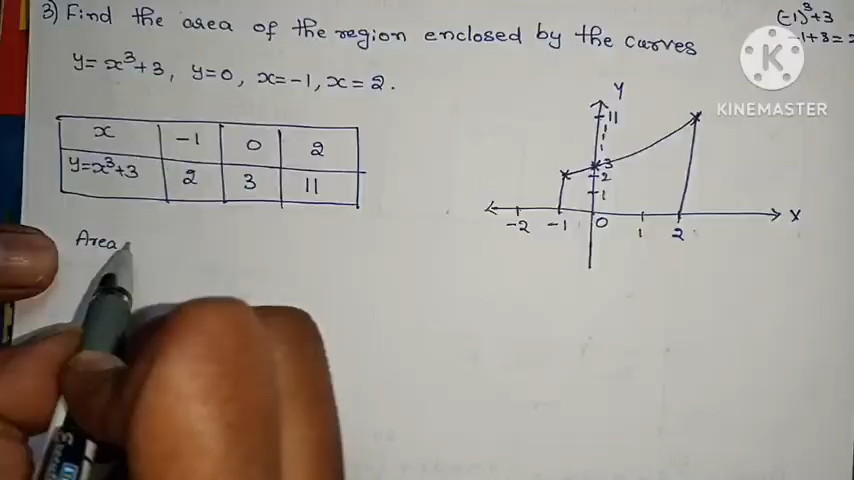 3) Find the area of the region enclosed by the curves
y = x³+3, y=0, x=-1, x=2.
(-1)³+3
-1+3=2
KINEMASTER
x -1 0 2
y=x³+3 2 3 11
Area
Y
11
3
2
1
-2 -1 0 1 2 X